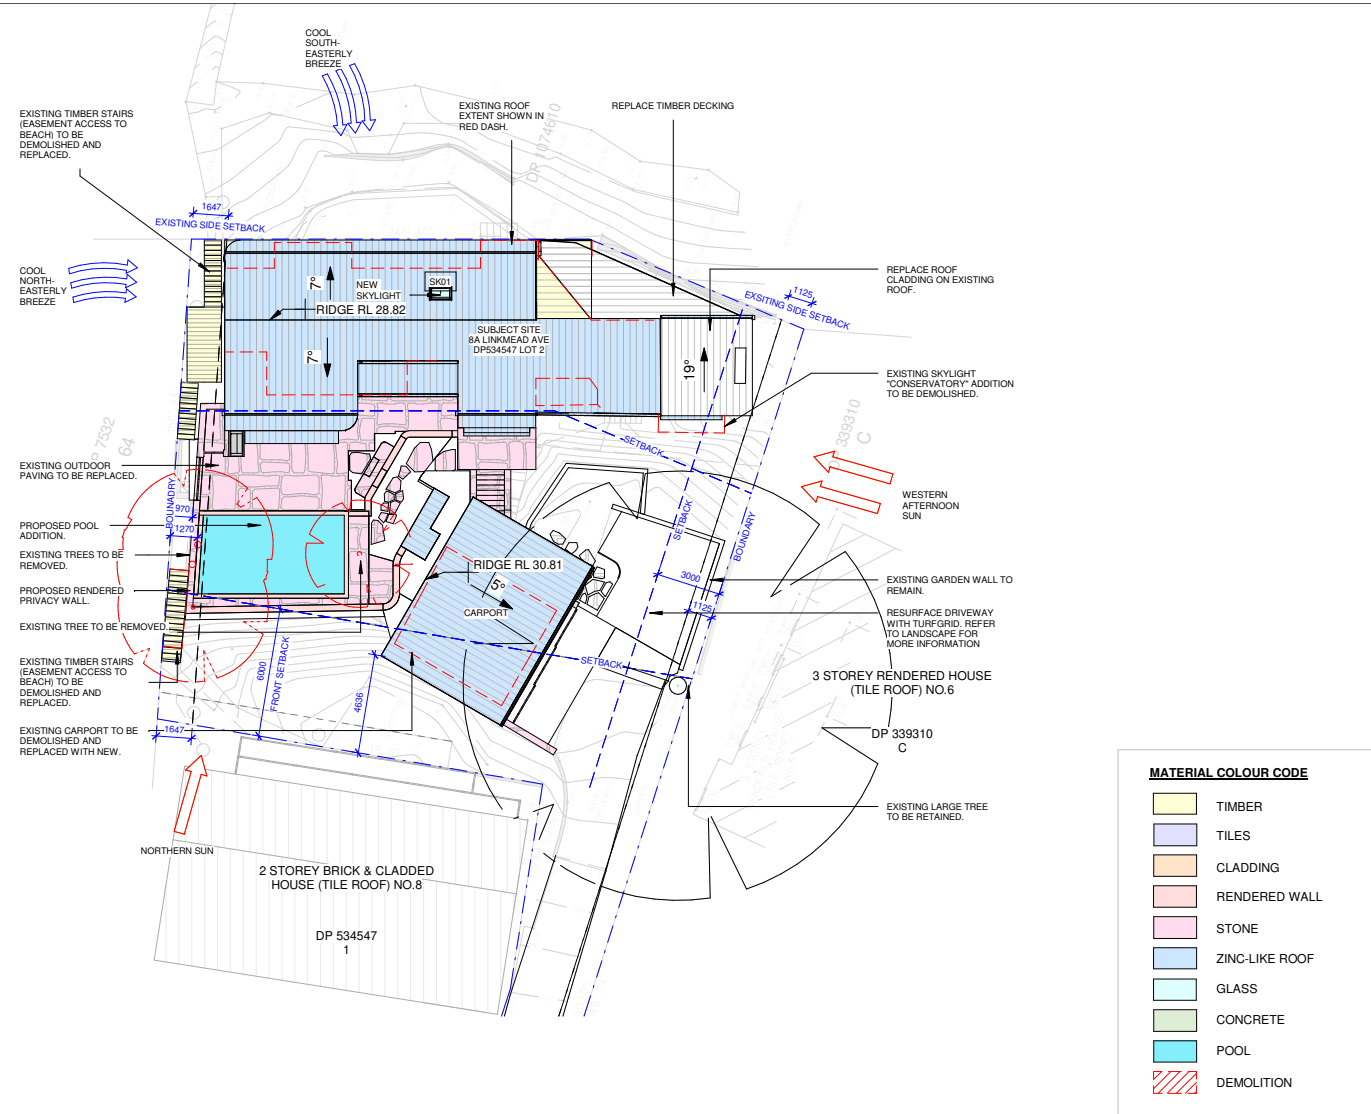 COOL
SOUTH-
EASTERLY
BREEZE
EXISTING TIMBER STAIRS
(EASEMENT ACCESS TO
BEACH) TO BE
DEMOLISHED AND
REPLACED.
EXISTING ROOF
EXTENT SHOWN IN
RED DASH.
REPLACE TIMBER DECKING
DP 1074610
1647
EXISTING SIDE SETBACK
COOL
NORTH-
EASTERLY
BREEZE
7°
NEW
SKYLIGHT
SK01
RIDGE RL 28.82
7°
SUBJECT SITE
8A LINKMEAD AVE
DP534547 LOT 2
19°
REPLACE ROOF
CLADDING ON EXISTING
ROOF.
1125
EXSITING SIDE SETBACK
EXISTING SKYLIGHT
"CONSERVATORY" ADDITION
TO BE DEMOLISHED.
P 7532
64
339310
C
SETBACK
EXISTING OUTDOOR
PAVING TO BE REPLACED.
BOUNADRY
970
1270
PROPOSED POOL
ADDITION.
EXISTING TREES TO BE
REMOVED.
PROPOSED RENDERED
PRIVACY WALL.
EXISTING TREE TO BE REMOVED.
EXISTING TIMBER STAIRS
(EASEMENT ACCESS TO
BEACH) TO BE
DEMOLISHED AND
REPLACED.
EXISTING CARPORT TO BE
DEMOLISHED AND
REPLACED WITH NEW.
WESTERN
AFTERNOON
SUN
SETBACK
BOUNDARY
RIDGE RL 30.81
5°
CARPORT
3000
1125
EXISTING GARDEN WALL TO
REMAIN.
RESURFACE DRIVEWAY
WITH TURFGRID. REFER
TO LANDSCAPE FOR
MORE INFORMATION
SETBACK
6000
FRONT SETBACK
4636
1647
3 STOREY RENDERED HOUSE
(TILE ROOF) NO.6
DP 339310
C
EXISTING LARGE TREE
TO BE RETAINED.
NORTHERN SUN
2 STOREY BRICK & CLADDED
HOUSE (TILE ROOF) NO.8
DP 534547
1
MATERIAL COLOUR CODE
TIMBER
TILES
CLADDING
RENDERED WALL
STONE
ZINC-LIKE ROOF
GLASS
CONCRETE
POOL
DEMOLITION